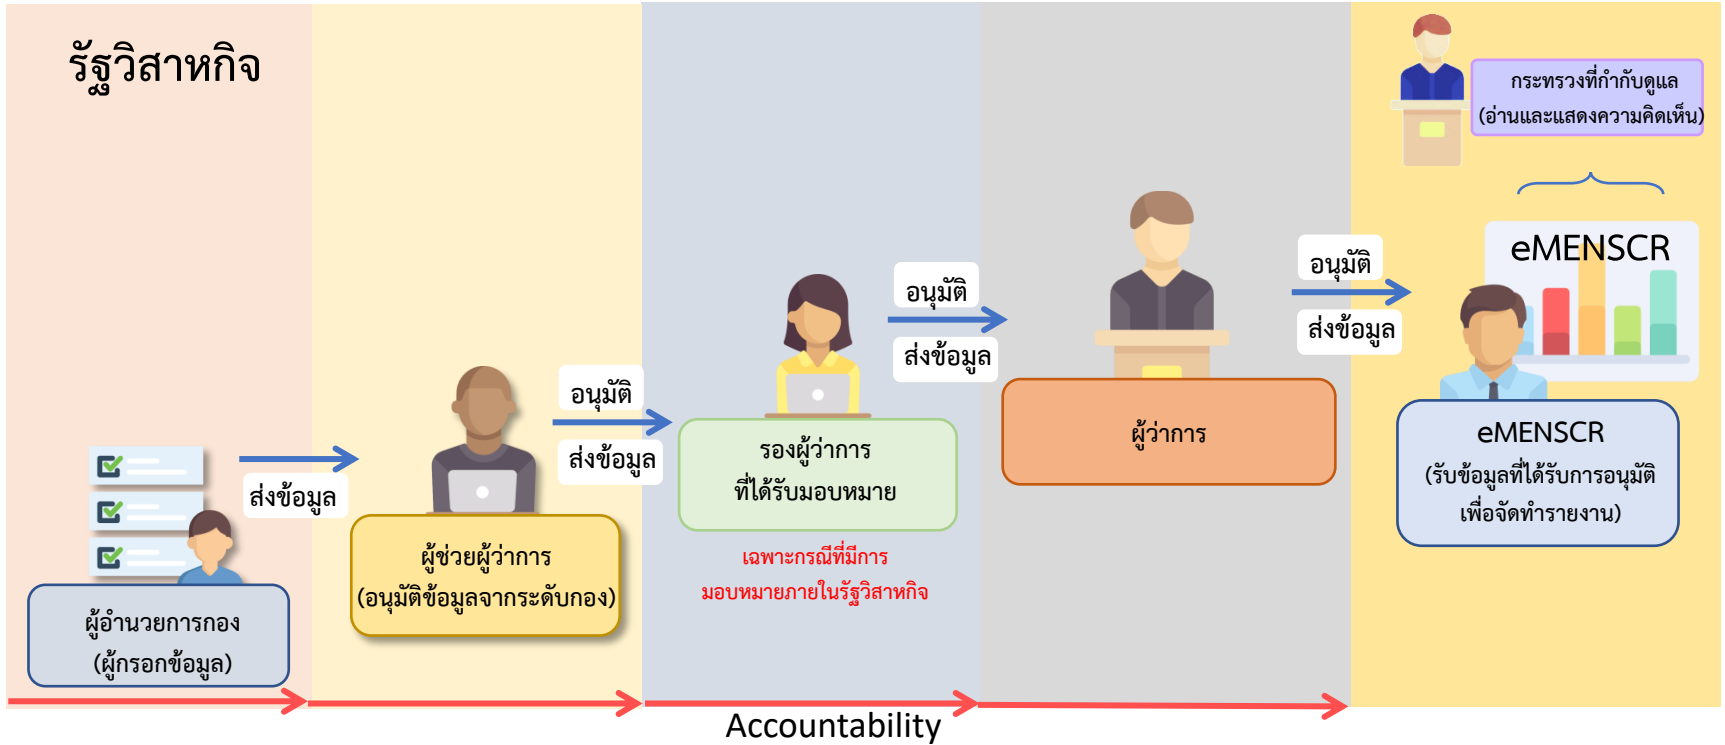 รัฐวิสาหกิจ
กระทรวงที่กำกับดูแล
(อ่านและแสดงความคิดเห็น)
eMENSCR
อนุมัติ
ส่งข้อมูล
อนุมัติ
ส่งข้อมูล
อนุมัติ
ส่งข้อมูล
ส่งข้อมูล
ผู้อำนวยการกอง
(ผู้กรอกข้อมูล)
ผู้ช่วยผู้ว่าการ
(อนุมัติข้อมูลจากระดับกอง)
รองผู้ว่าการ
ที่ได้รับมอบหมาย
เฉพาะกรณีที่มีการ
มอบหมายภายในรัฐวิสาหกิจ
ผู้ว่าการ
eMENSCR
(รับข้อมูลที่ได้รับการอนุมัติ
เพื่อจัดทำรายงาน)
Accountability